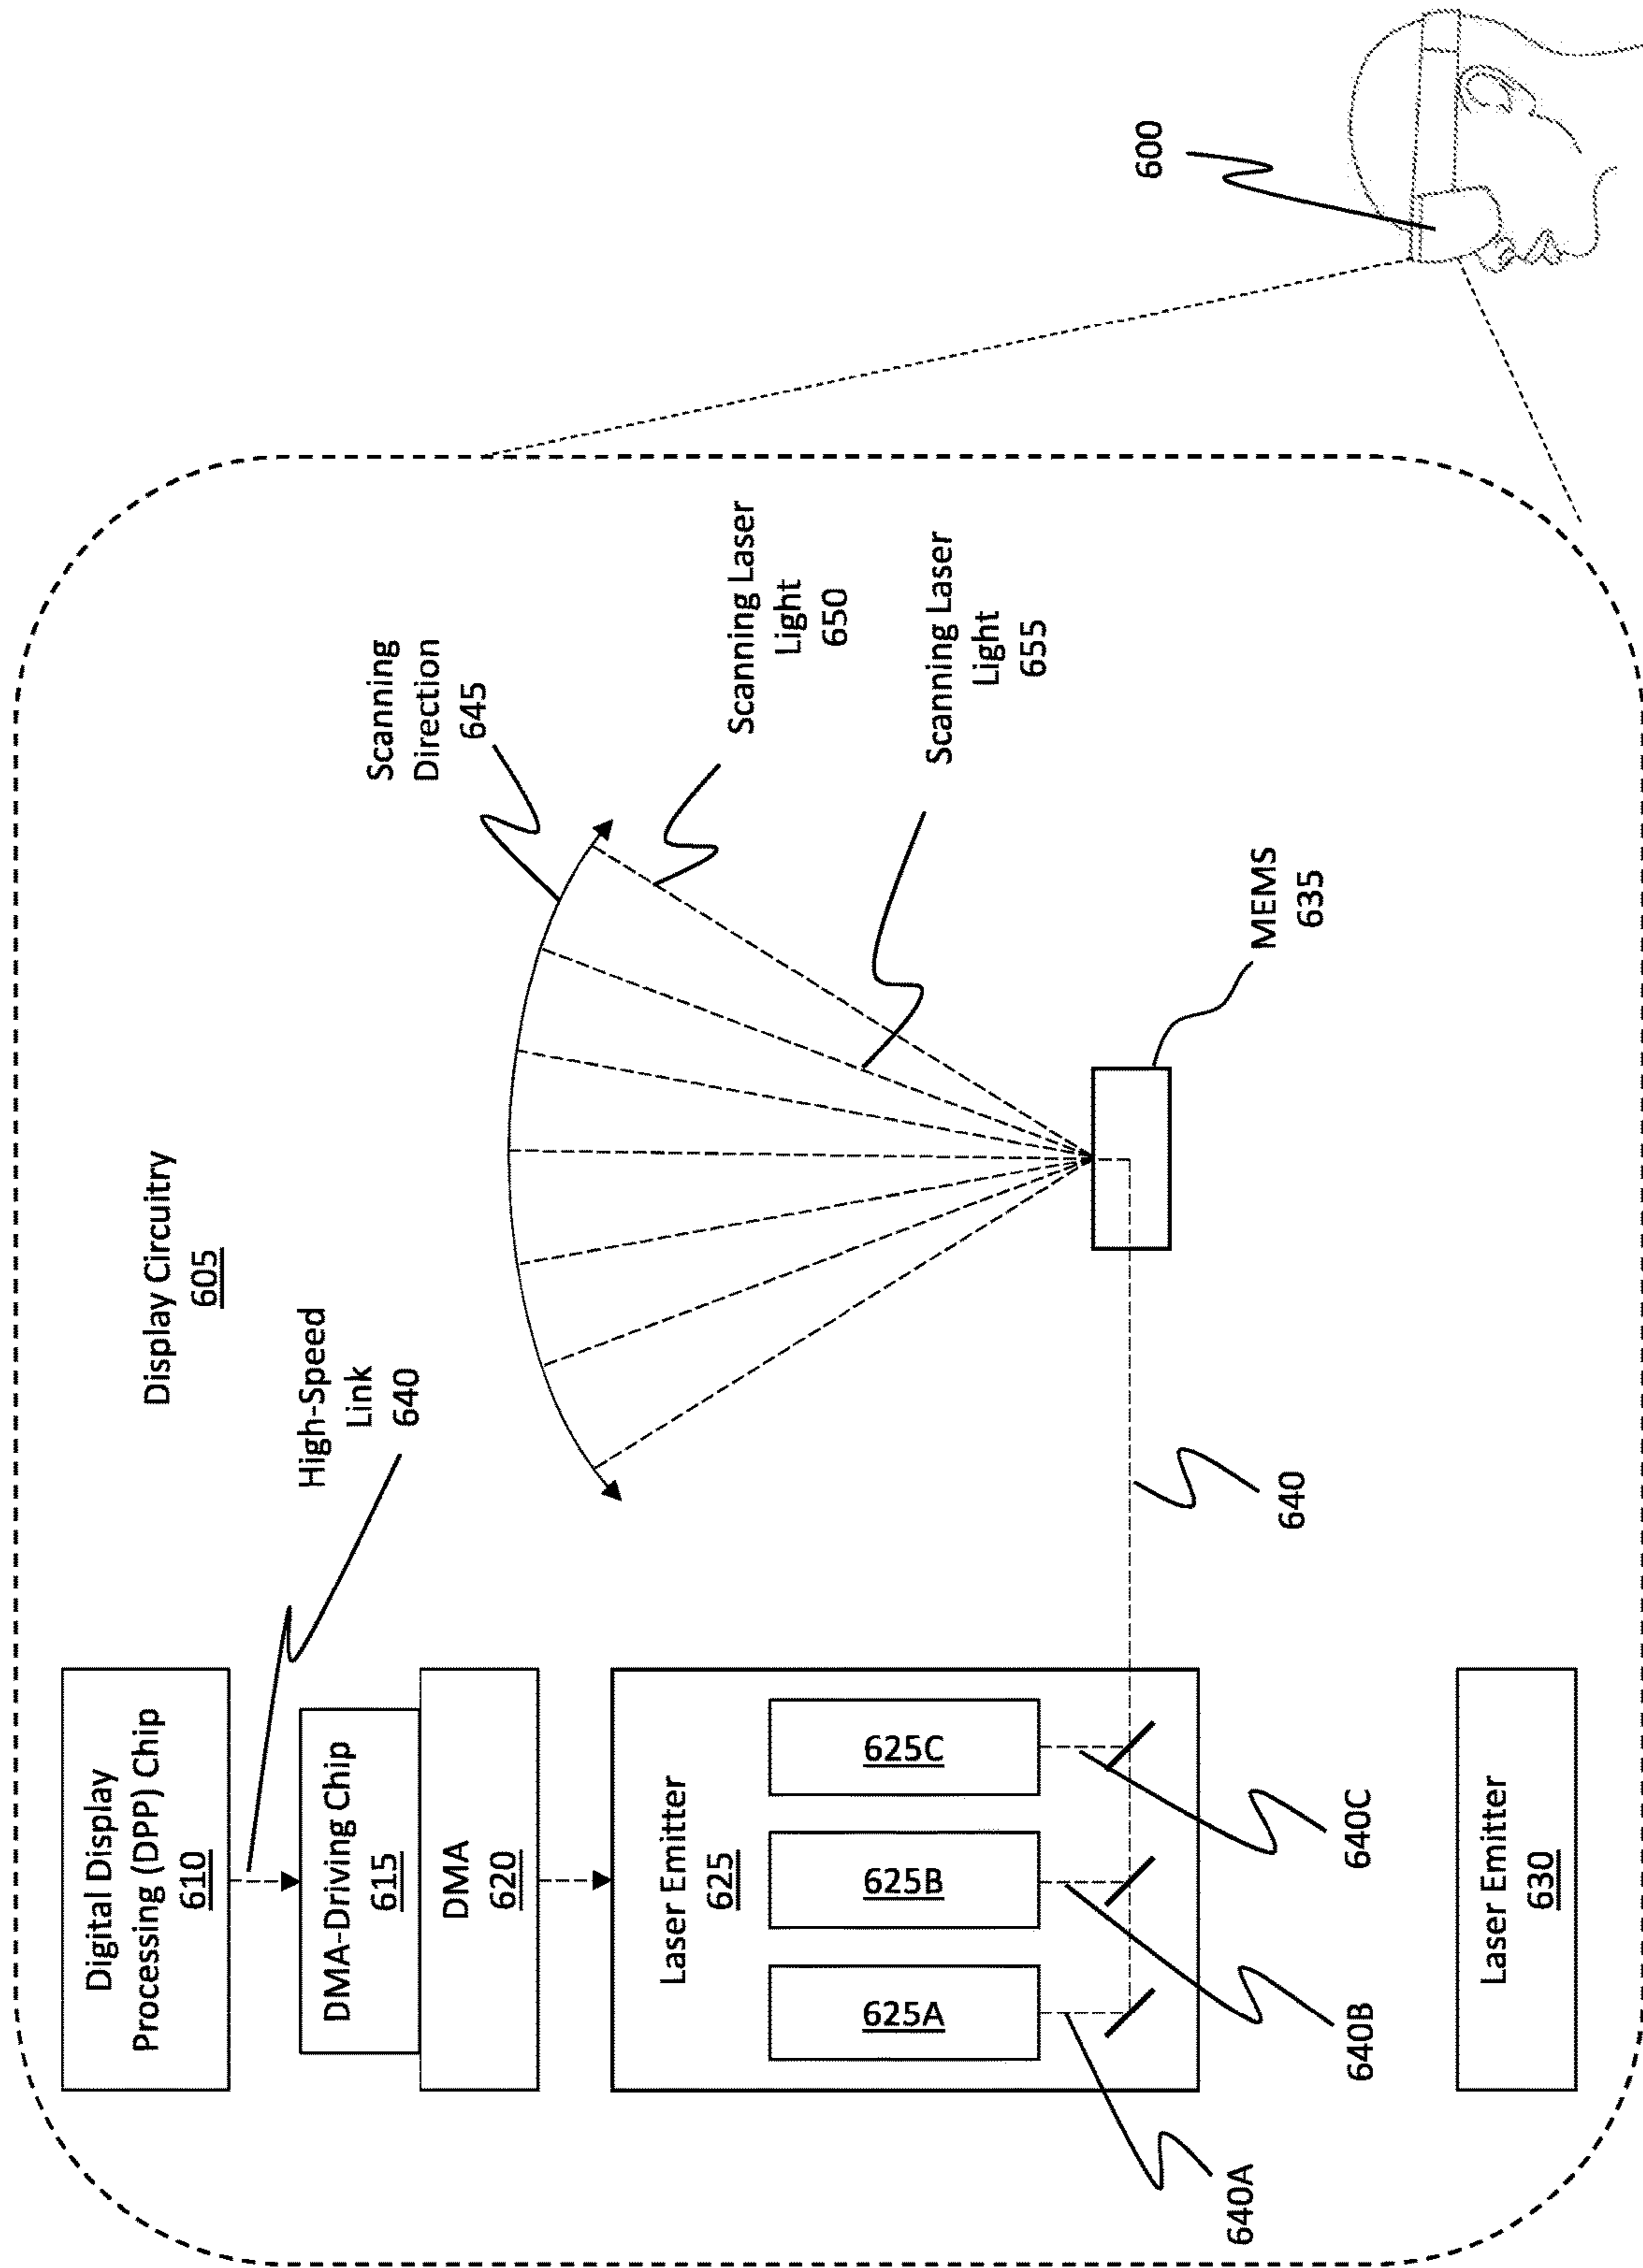 Display Circuitry
605
Digital Display
Processing (DPP) Chip
610
High-Speed
Link
640
DMA-Driving Chip
615
DMA
620
Laser Emitter
625
625A
625B
625C
640A
640B
640C
640
Laser Emitter
630
Scanning
Direction
645
Scanning Laser
Light
650
Scanning Laser
Light
655
MEMS
635
600